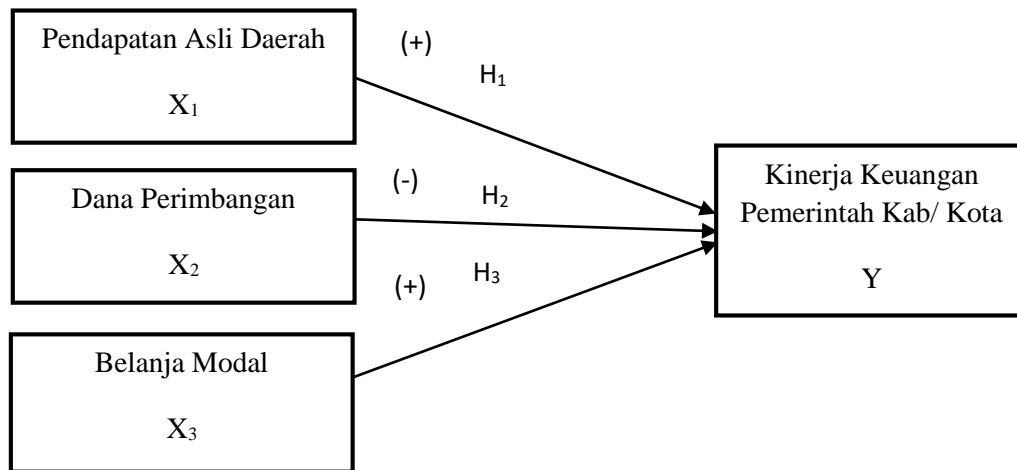 Pendapatan Asli Daerah
X₁
(+)
H₁
Dana Perimbangan
X₂
(-)
H₂
Belanja Modal
X₃
(+)
H₃
Kinerja Keuangan
Pemerintah Kab/ Kota
Y